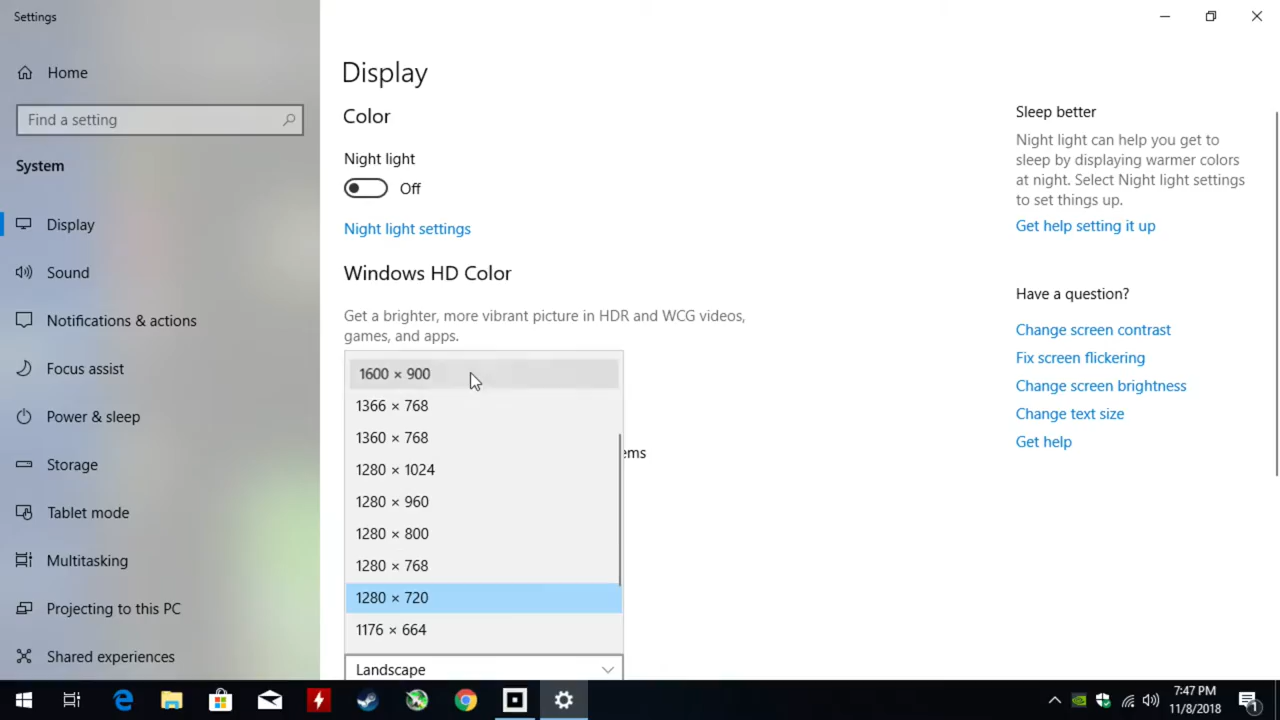 Settings
Home
Find a setting
System
Display
Sound
Notifications & actions
Focus assist
Power & sleep
Storage
Tablet mode
Multitasking
Projecting to this PC
Shared experiences
Display
Color
Night light
Off
Night light settings
Windows HD Color
Get a brighter, more vibrant picture in HDR and WCG videos,
games, and apps.
1600 × 900
1366 × 768
1360 × 768
1280 × 1024
ems
1280 × 960
1280 × 800
1280 × 768
1280 × 720
1176 × 664
Landscape
Sleep better
Night light can help you get to
sleep by displaying warmer colors
at night. Select Night light settings
to set things up.
Get help setting it up
Have a question?
Change screen contrast
Fix screen flickering
Change screen brightness
Change text size
Get help
7:47 PM
11/8/2018
1